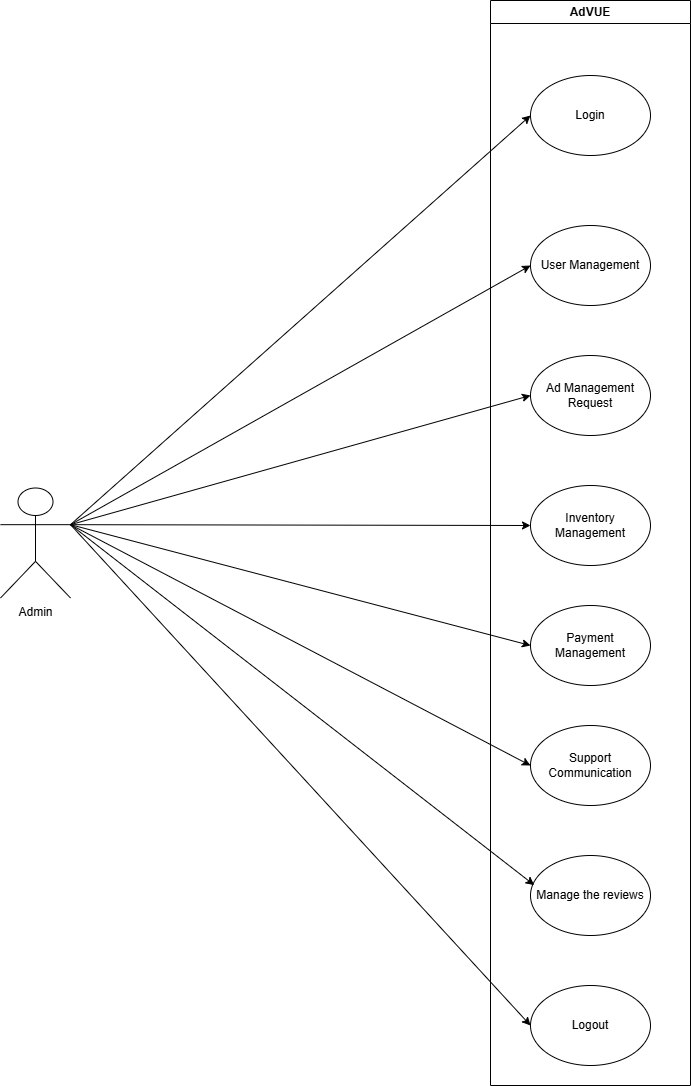 AdVUE
Login
User Management
Ad Management
Request
Inventory
Management
Admin
Payment
Management
Support
Communication
Manage the reviews
Logout